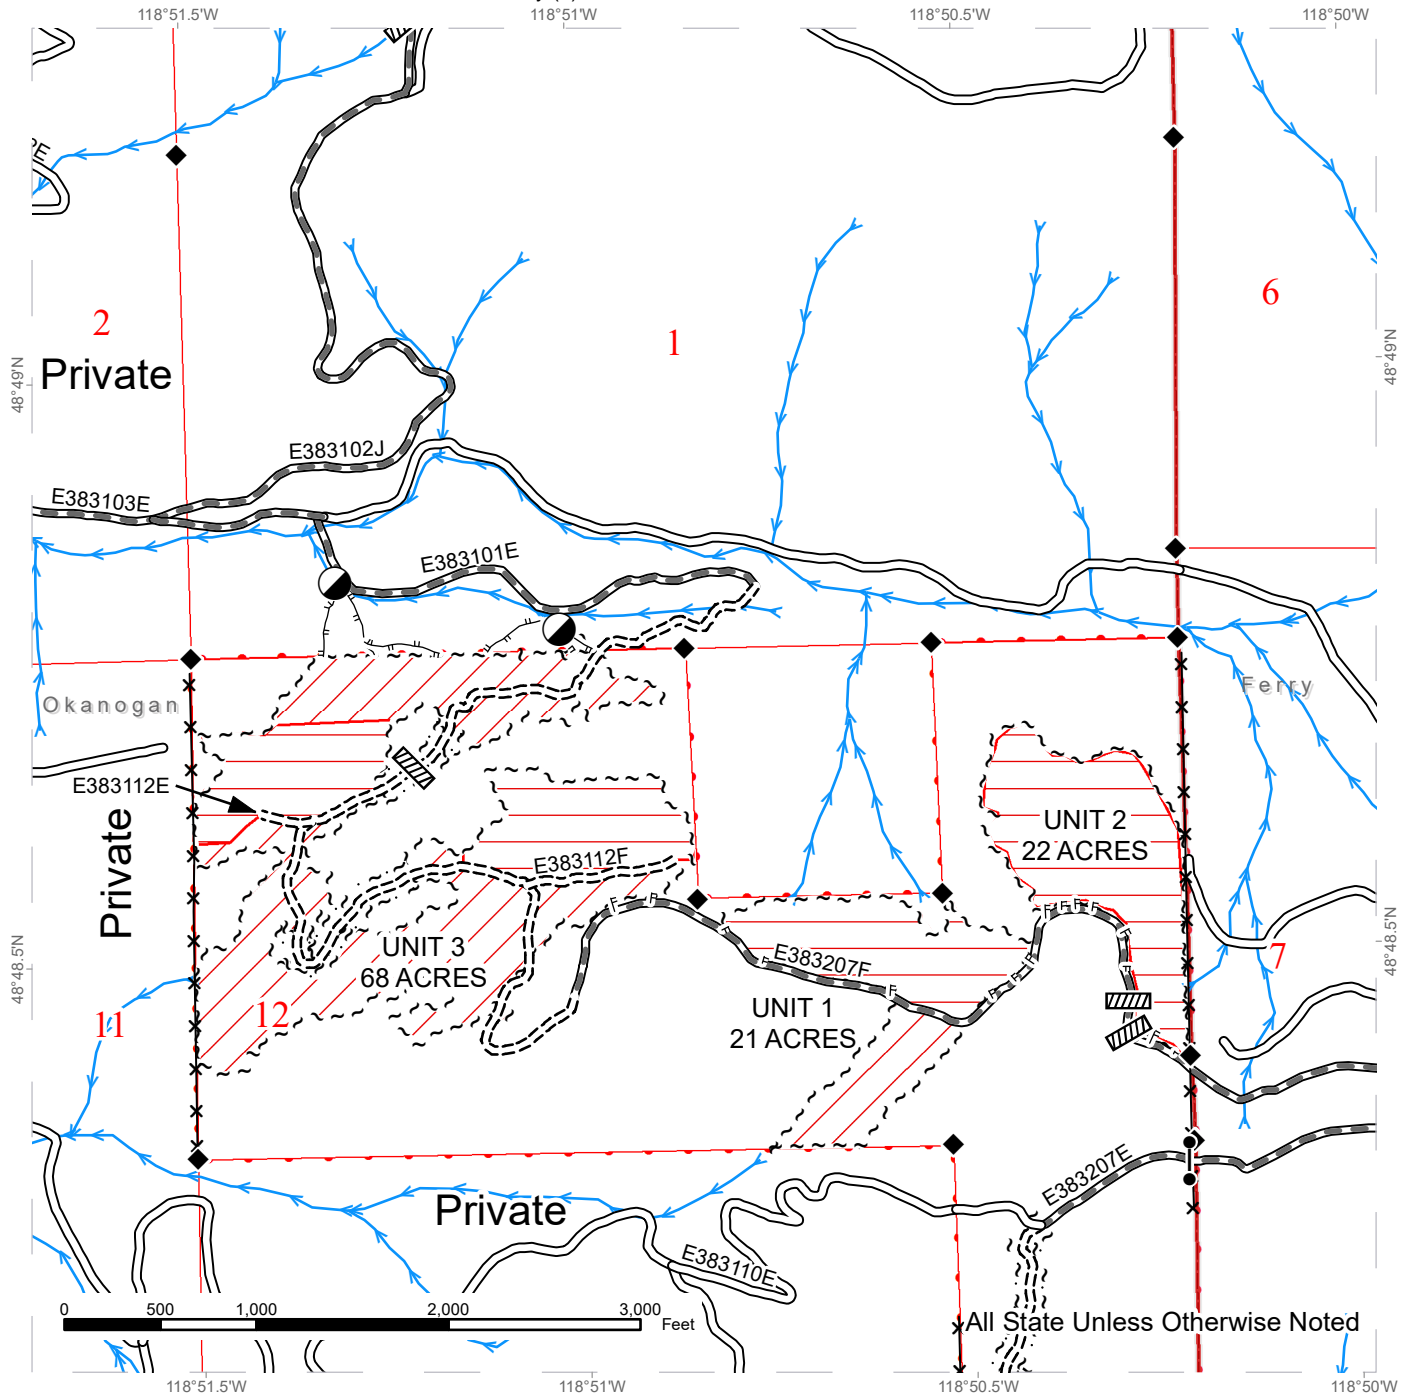 118°51.5'W 118°51'W 118°50.5'W 118°50'W
6
2
1
Private
48°49'N
48°49'N
E383102J
E383103E
E383101E
Okanogan
Ferry
E383112E
Private
UNIT 2
22 ACRES
E383112F
UNIT 3
68 ACRES
E383207F
7
48°48.5'N
48°48.5'N
UNIT 1
21 ACRES
11
12
E383207E
Private
E383110E
0 500 1,000 2,000 3,000
Feet
All State Unless Otherwise Noted
118°51.5'W 118°51'W 118°50.5'W 118°50'W